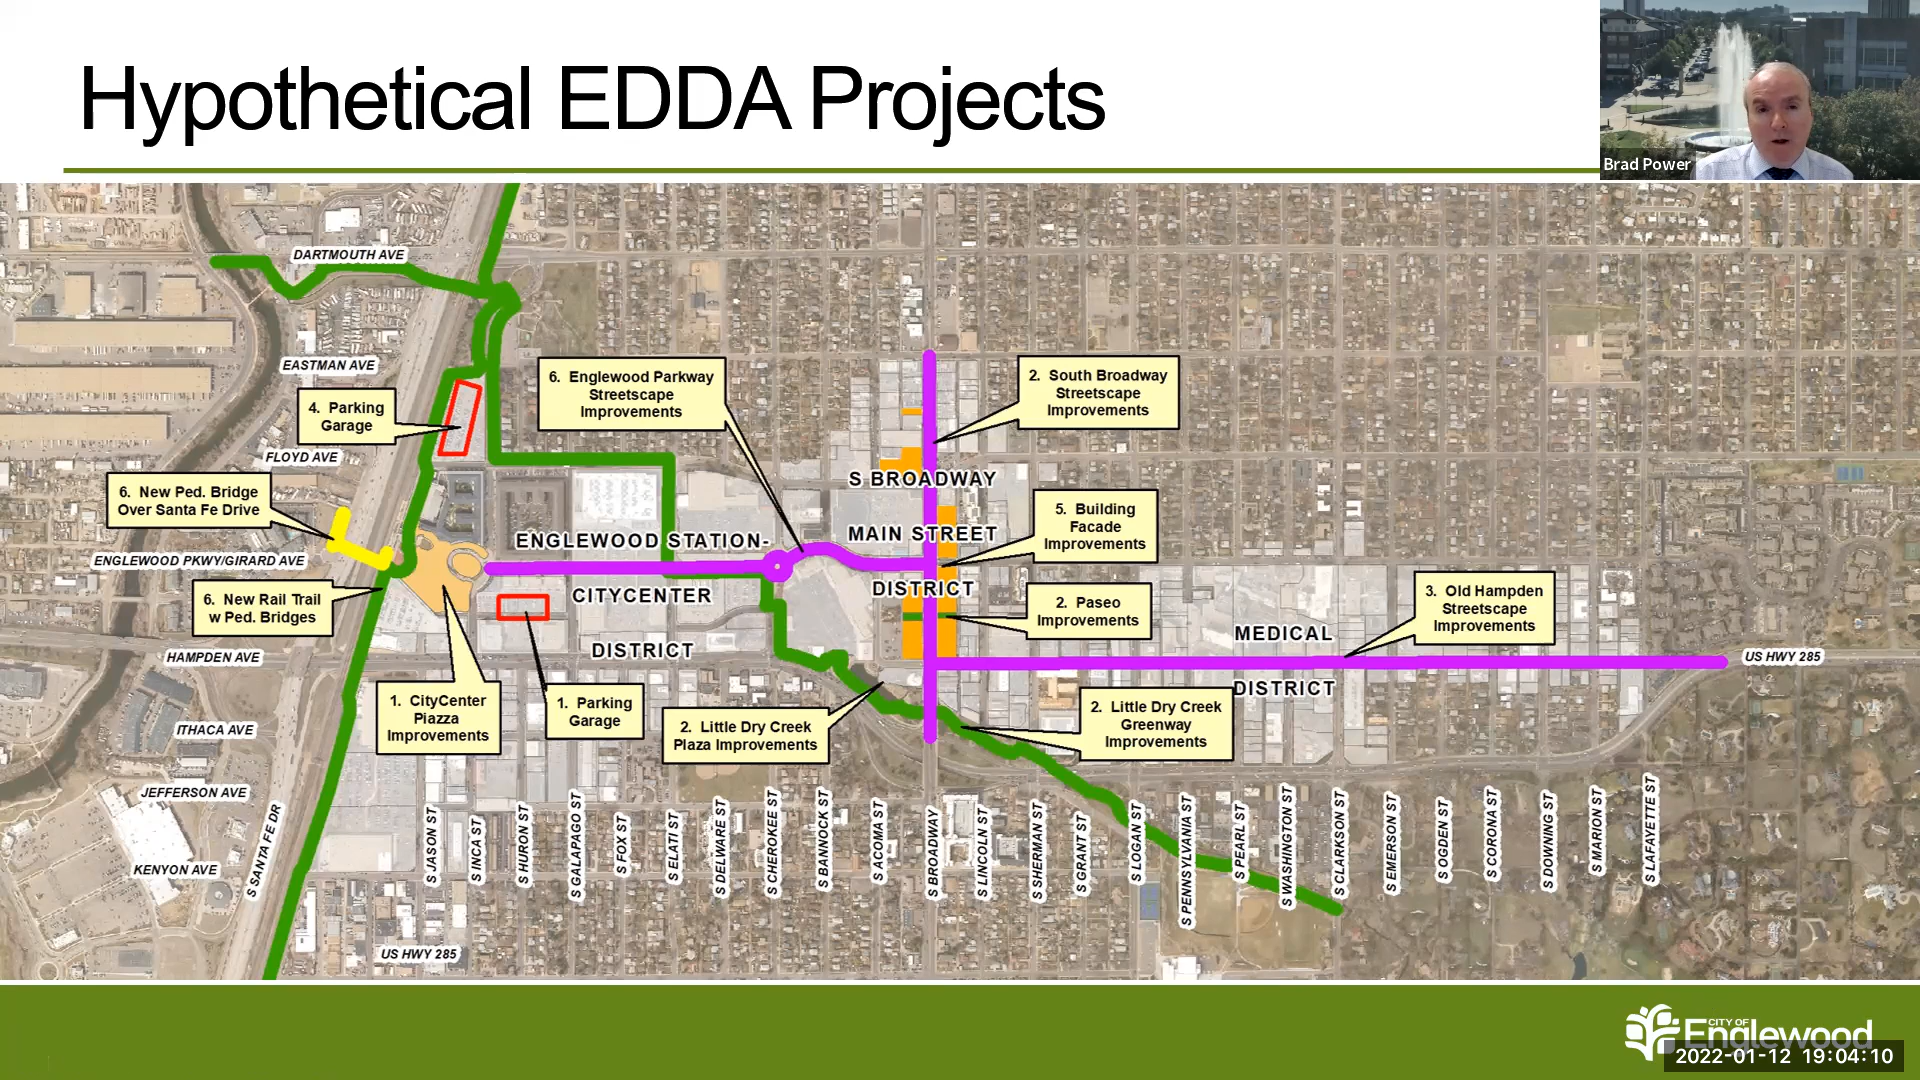 Hypothetical EDDA Projects
Brad Power
DARTMOUTH AVE
EASTMAN AVE
4. Parking
Garage
FLOYD AVE
6. Englewood Parkway
Streetscape
Improvements
2. South Broadway
Streetscape
Improvements
6. New Ped. Bridge
Over Santa Fe Drive
S BROADWAY
MAIN STREET
DISTRICT
5. Building
Facade
Improvements
ENGLEWOOD STATION-
CITYCENTER
DISTRICT
ENGLEWOOD PKWY/GIRARD AVE
6. New Rail Trail
w Ped. Bridges
2. Paseo
Improvements
3. Old Hampden
Streetscape
Improvements
MEDICAL
DISTRICT
HAMPDEN AVE
US HWY 285
1. CityCenter
Piazza
Improvements
1. Parking
Garage
2. Little Dry Creek
Plaza Improvements
2. Little Dry Creek
Greenway
Improvements
ITHACA AVE
JEFFERSON AVE
KENYON AVE
S SANTA FE DR
S JASON ST
S INCA ST
S HURON ST
S GALAPAGO ST
S FOX ST
S ELATI ST
S DELWARE ST
S CHEROKEE ST
S BANNOCK ST
S ACOMA ST
S BROADWAY
S LINCOLN ST
S SHERMAN ST
S GRANT ST
S LOGAN ST
S PENNSYLVANIA ST
S PEARL ST
S WASHINGTON ST
S CLARKSON ST
S EMERSON ST
S OGDEN ST
S CORONA ST
S DOWNING ST
S MARION ST
S LAFAYETTE ST
US HWY 285
CITY OF
Englewood
2022-01-12 19:04:10